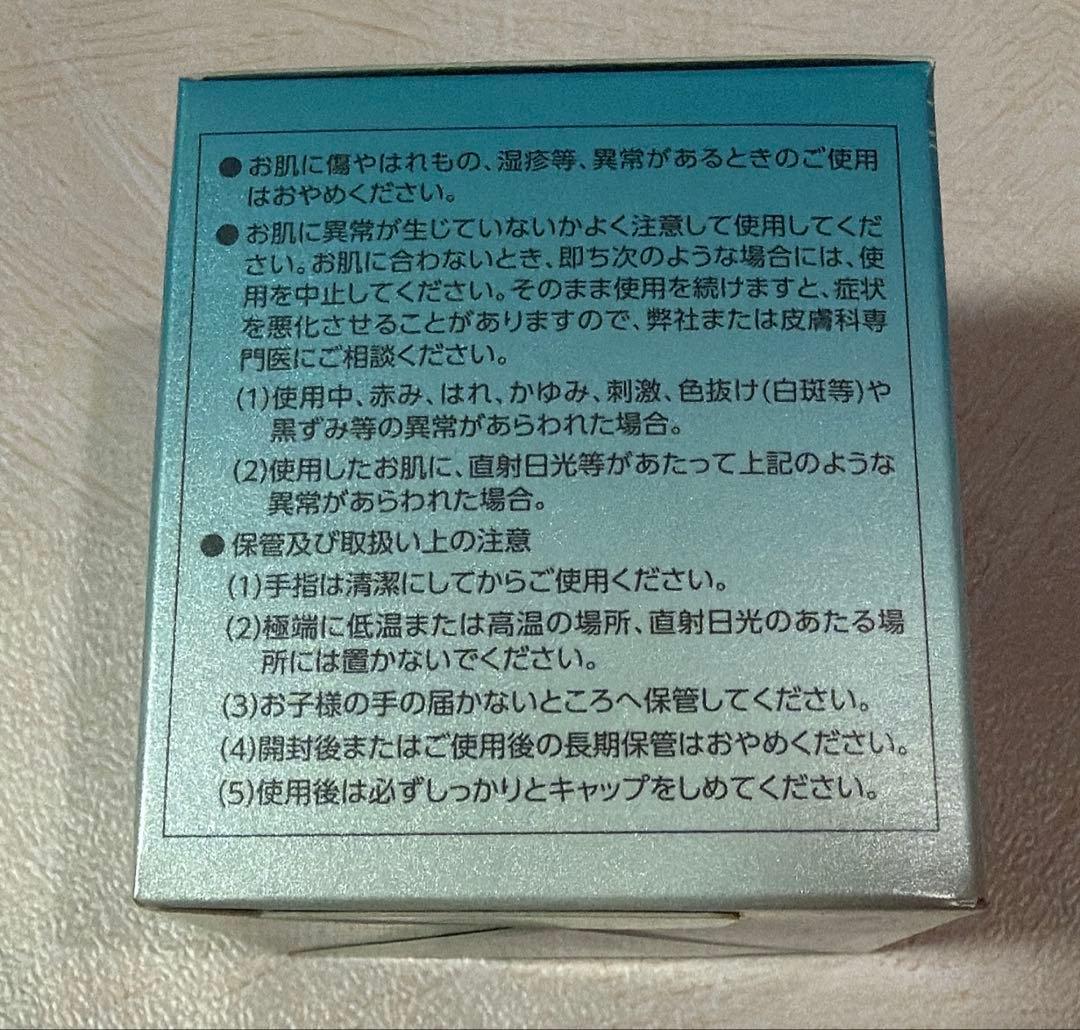 ●お肌に傷やはれもの、湿疹等、異常があるときのご使用
はおやめください。
●お肌に異常が生じていないかよく注意して使用してくだ
さい。お肌に合わないとき、即ち次のような場合には、使
用を中止してください。そのまま使用を続けますと、症状
を悪化させることがありますので、弊社または皮膚科専
門医にご相談ください。
(1)使用中、赤み、はれ、かゆみ、刺激、色抜け(白斑等)や
黒ずみ等の異常があらわれた場合。
(2)使用したお肌に、直射日光等があたって上記のような
異常があらわれた場合。
●保管及び取扱い上の注意
(1)手指は清潔にしてからご使用ください。
(2)極端に低温または高温の場所、直射日光のあたる場
所には置かないでください。
(3)お子様の手の届かないところへ保管してください。
(4)開封後またはご使用後の長期保管はおやめください。
(5)使用後は必ずしっかりとキャップをしめてください。